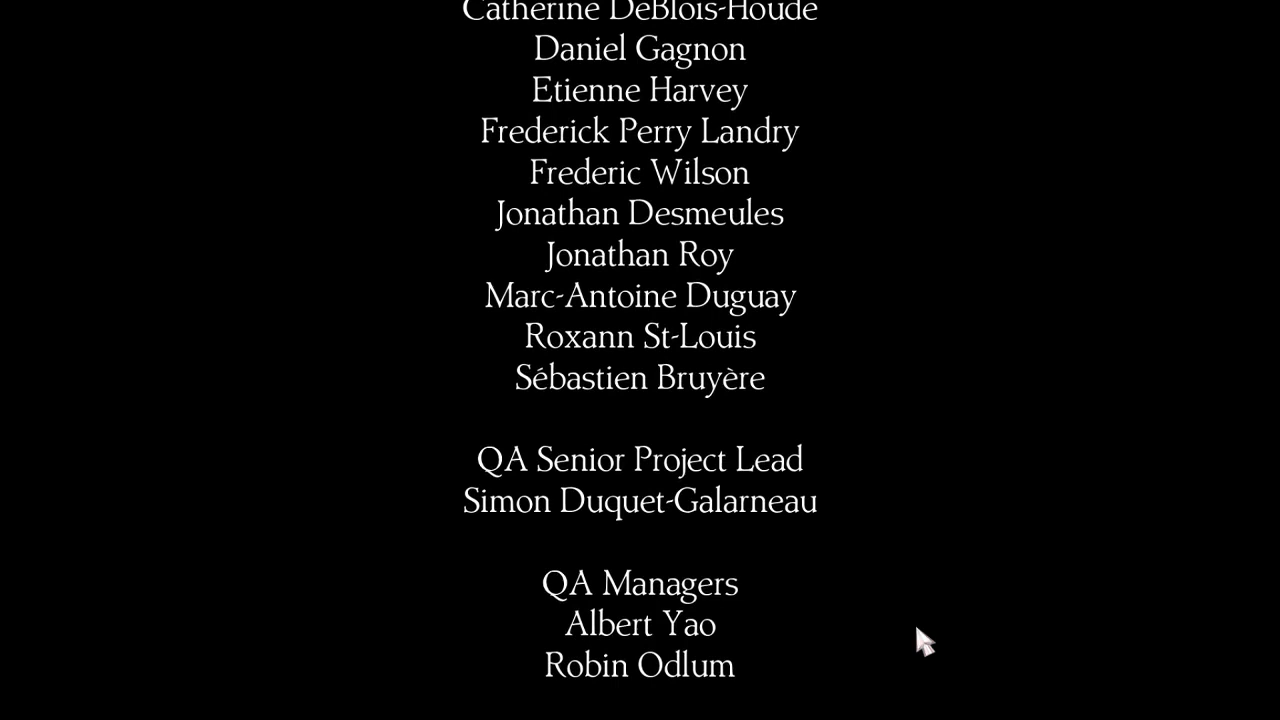 Catherine DeBlois-Houde
Daniel Gagnon
Etienne Harvey
Frederick Perry Landry
Frederic Wilson
Jonathan Desmeules
Jonathan Roy
Marc-Antoine Duguay
Roxann St-Louis
Sébastien Bruyère
QA Senior Project Lead
Simon Duquet-Galarneau
QA Managers
Albert Yao
Robin Odlum